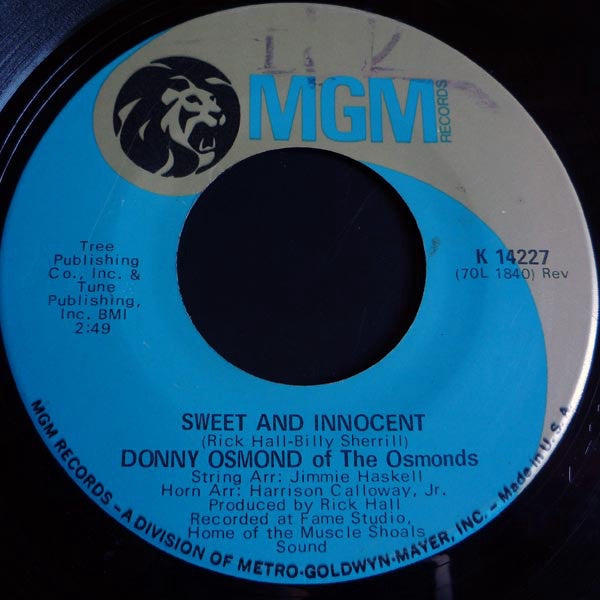 MGM
RECORDS
Tree
Publishing
Co., Inc. &
Tune
Publishing,
Inc. BMI
2:49
K 14227
(70L 1840) Rev
SWEET AND INNOCENT
(Rick Hall-Billy Sherrill)
DONNY OSMOND of The Osmonds
String Arr: Jimmie Haskell
Horn Arr: Harrison Calloway, Jr.
Produced by Rick Hall
Recorded at Fame Studio,
Home of the Muscle Shoals
Sound
MGM RECORDS - A DIVISION OF METRO-GOLDWYN-MAYER, INC. - Made in U. S. A.